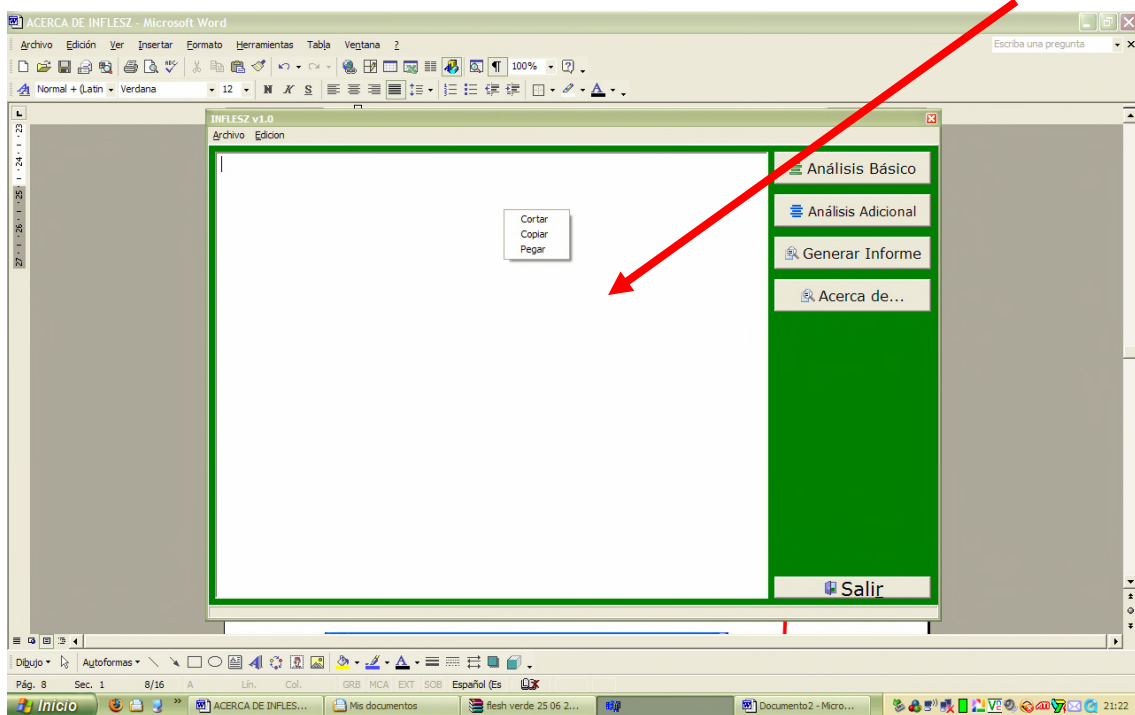 ACERCA DE INFLESZ - Microsoft Word
Archivo Edición Ver Insertar Formato Herramientas Tabla Ventana ?
Escriba una pregunta
100%
Normal + (Latin Verdana 12 N K S
INFLESZ v1.0
Archivo Edicion
Análisis Básico
Análisis Adicional
Generar Informe
Acerca de...
Cortar
Copiar
Pegar
Salir
Dibujo Autoformas
Pág. 8 Sec. 1 8/16 A Lín. Col. GRB MCA EXT SOB Español (Es
Inicio ACERCA DE INFLES... Mis documentos flesh verde 25 06 2... Documento2 - Micro... 21:22